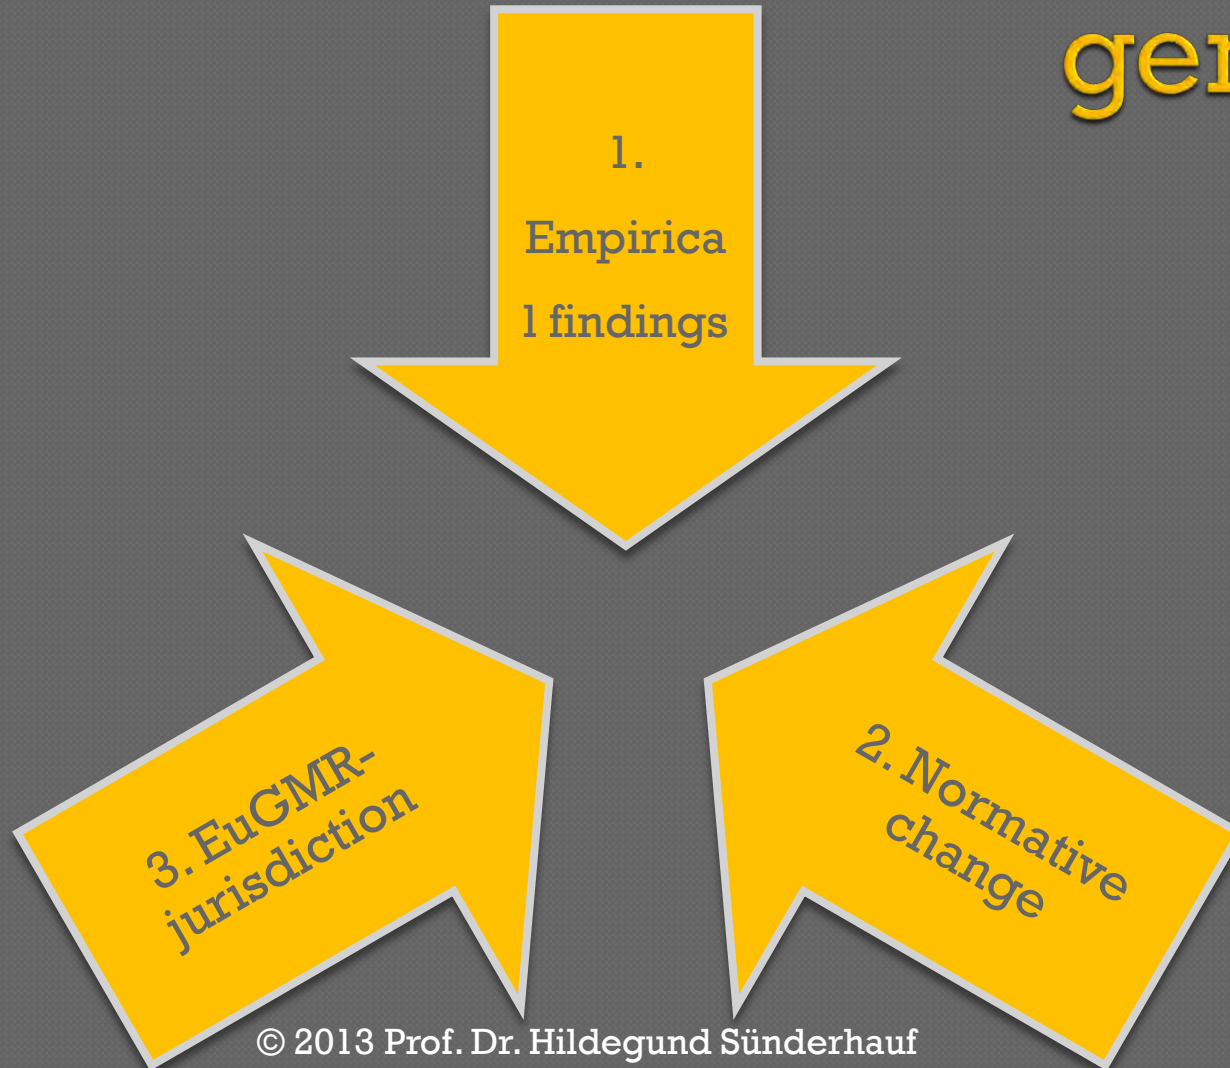 1.
Empirica
l findings
2. Normative
change
3. EuGMR-
jurisdiction
© 2013 Prof. Dr. Hildegund Sünderhauf